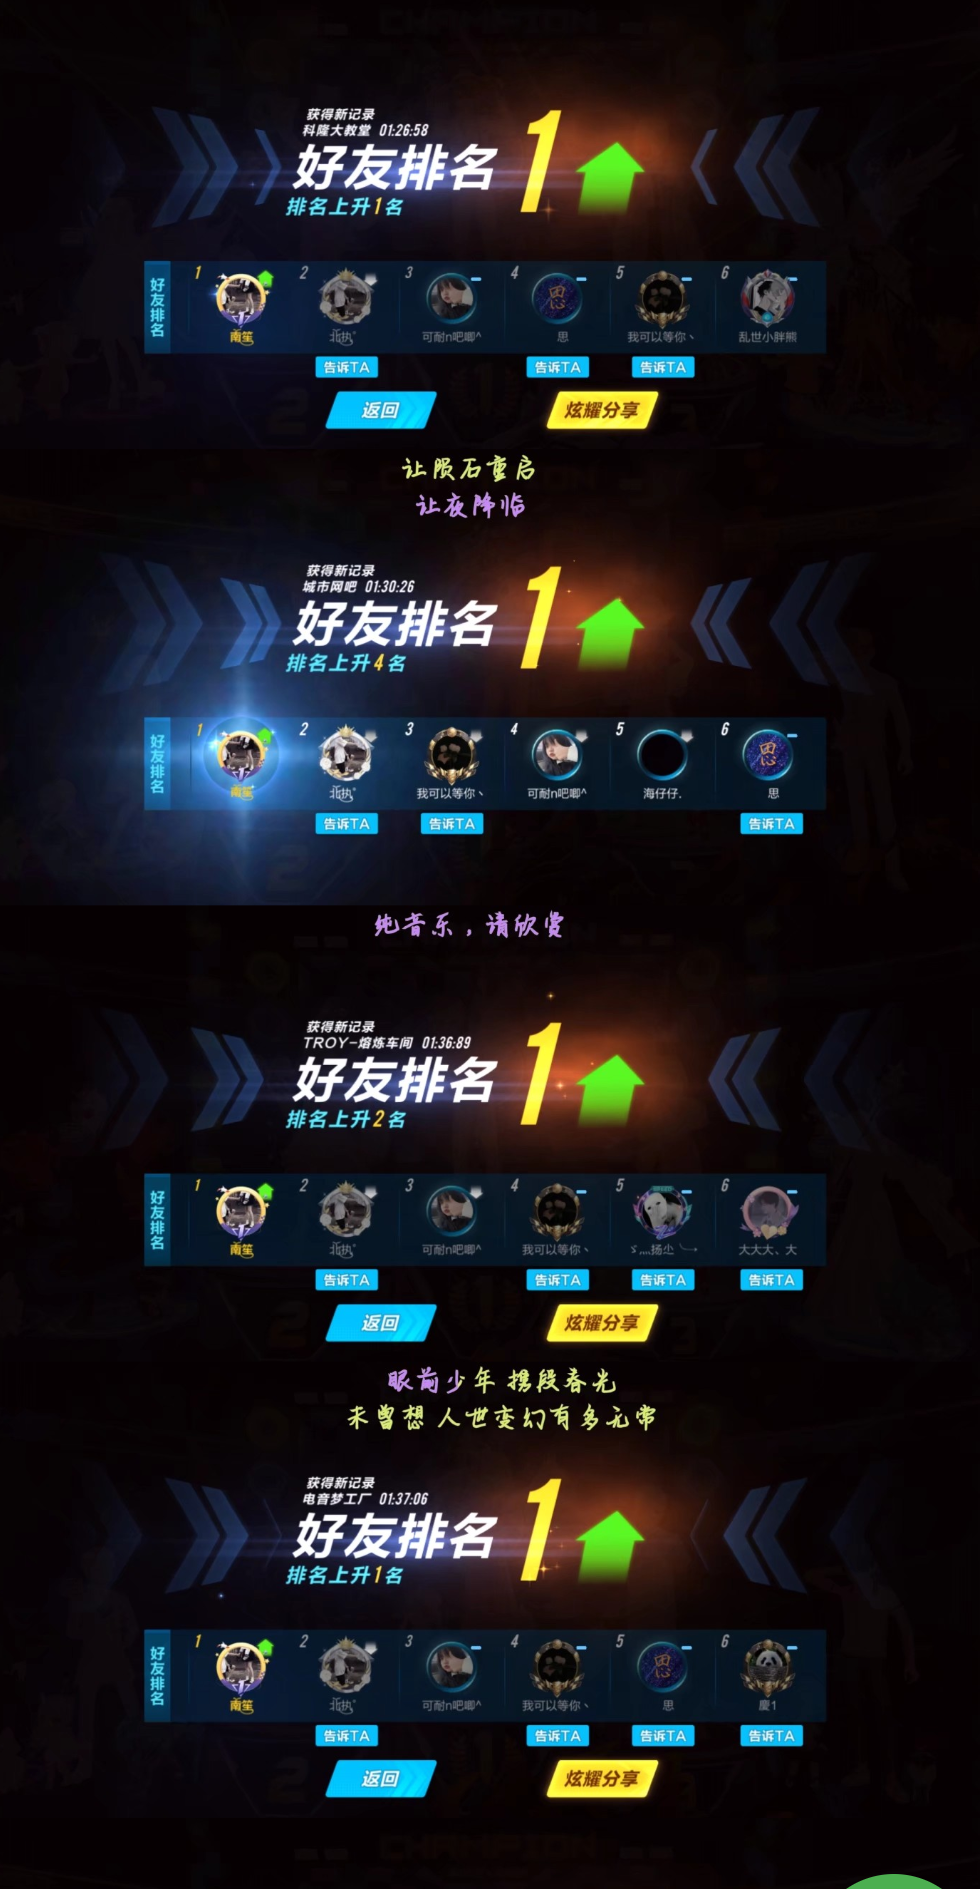 获得新记录
科隆大教堂 01:26:58
好友排名 1
排名上升1名
好友排名
1 2 3 4 5 6
南笙 北执° 可耐n吧唧^ 思 我可以等你丶 乱世小胖熊
告诉TA 告诉TA 告诉TA
返回 炫耀分享
让陨石重启
让夜降临
获得新记录
城市网吧 01:30:26
好友排名 1
排名上升4名
好友排名
1 2 3 4 5 6
南笙 北执° 我可以等你丶 可耐n吧唧^ 海仔仔. 思
告诉TA 告诉TA 告诉TA
纯音乐，请欣赏
获得新记录
TROY-熔炼车间 01:36:89
好友排名 1
排名上升2名
好友排名
1 2 3 4 5 6
南笙 北执° 可耐n吧唧^ 我可以等你丶 扬尘 大大大、大
告诉TA 告诉TA 告诉TA 告诉TA
返回 炫耀分享
眼前少年 携段春光
未曾想 人世变幻有多无常
获得新记录
电音梦工厂 01:37:06
好友排名 1
排名上升1名
好友排名
1 2 3 4 5 6
南笙 北执° 可耐n吧唧^ 我可以等你丶 思 慶1
告诉TA 告诉TA 告诉TA 告诉TA
返回 炫耀分享
CHAMPION